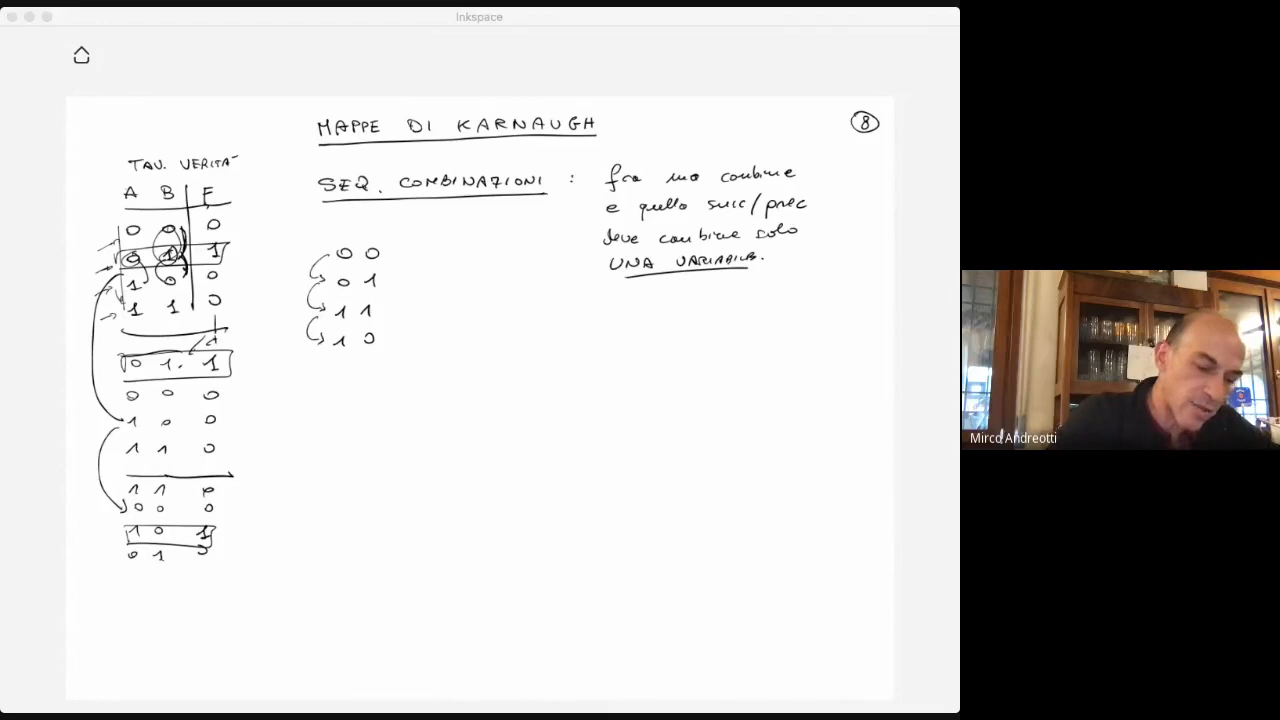 Inkspace
MAPPE DI KARNAUGH
8
TAV. VERITÀ
A B F
0 0 0
0 1 1
1 0 0
1 1 0
0 1 1
0 0 0
1 0 0
1 1 0
1 1 0
0 0 0
1 0 1
0 1 0
SEQ. COMBINAZIONI :
0 0
0 1
1 1
1 0
fra una combine
e quella succ/prec
deve cambiare solo
UNA VARIABILE.
Mirco Andreotti